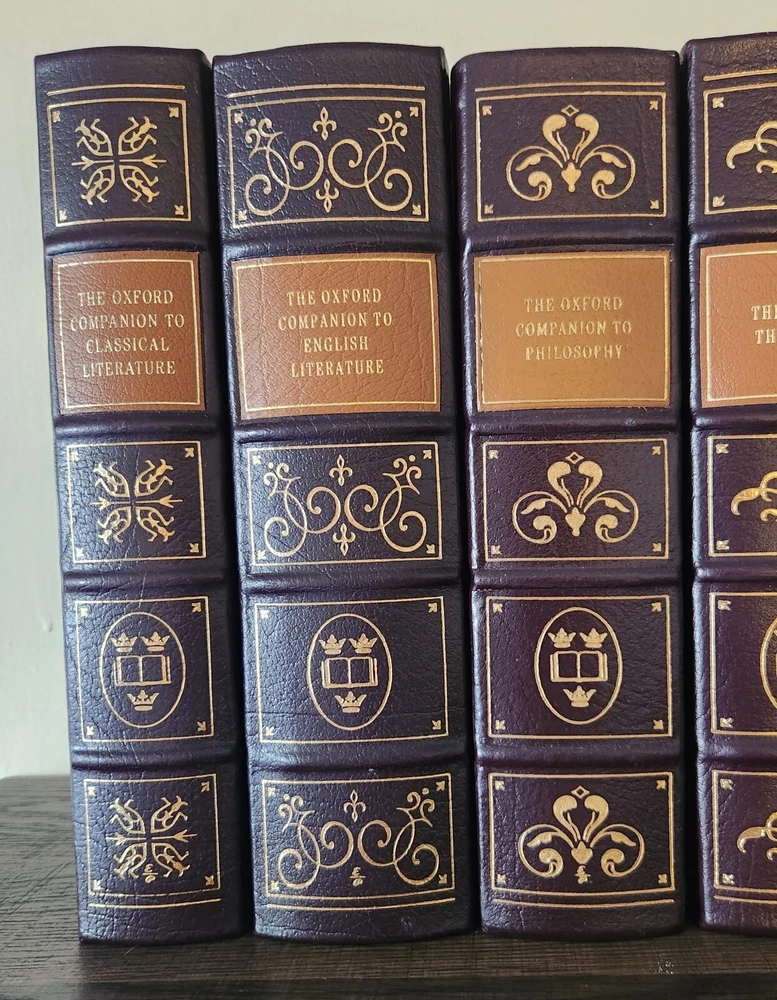 THE OXFORD
COMPANION TO
CLASSICAL
LITERATURE
THE OXFORD
COMPANION TO
ENGLISH
LITERATURE
THE OXFORD
COMPANION TO
PHILOSOPHY